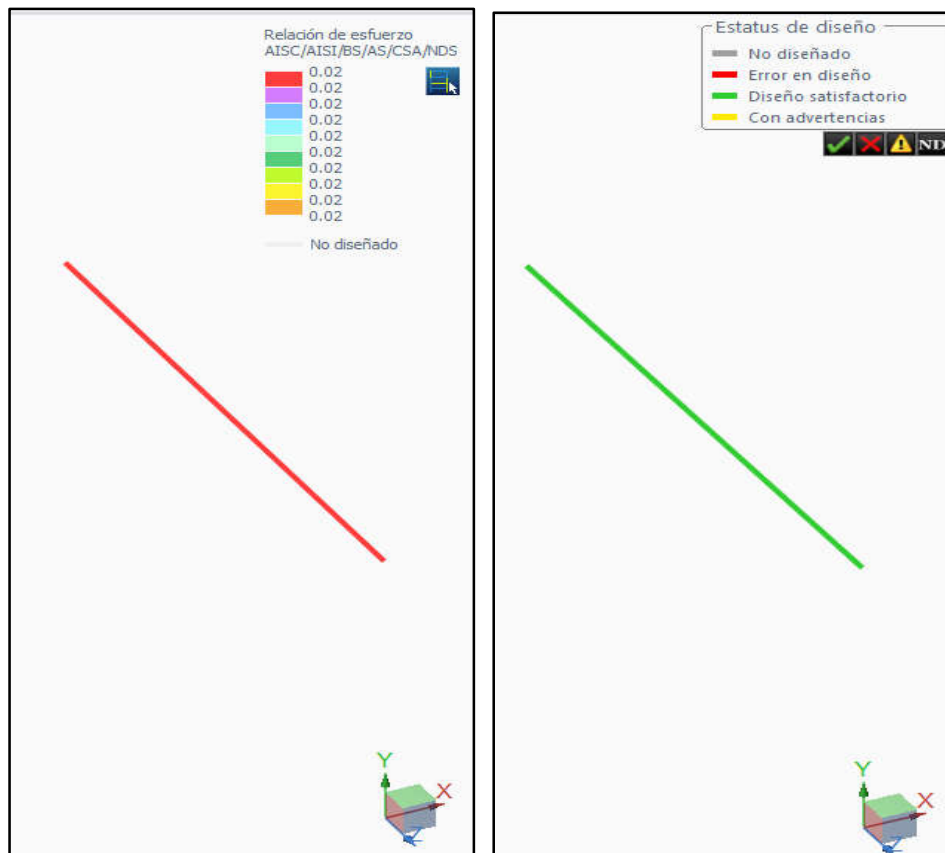 Relación de esfuerzo
AISC/AISI/BS/AS/CSA/NDS
0.02
0.02
0.02
0.02
0.02
0.02
0.02
0.02
0.02
0.02
No diseñado
Y
X
Z
Estatus de diseño
No diseñado
Error en diseño
Diseño satisfactorio
Con advertencias
ND
Y
X
Z